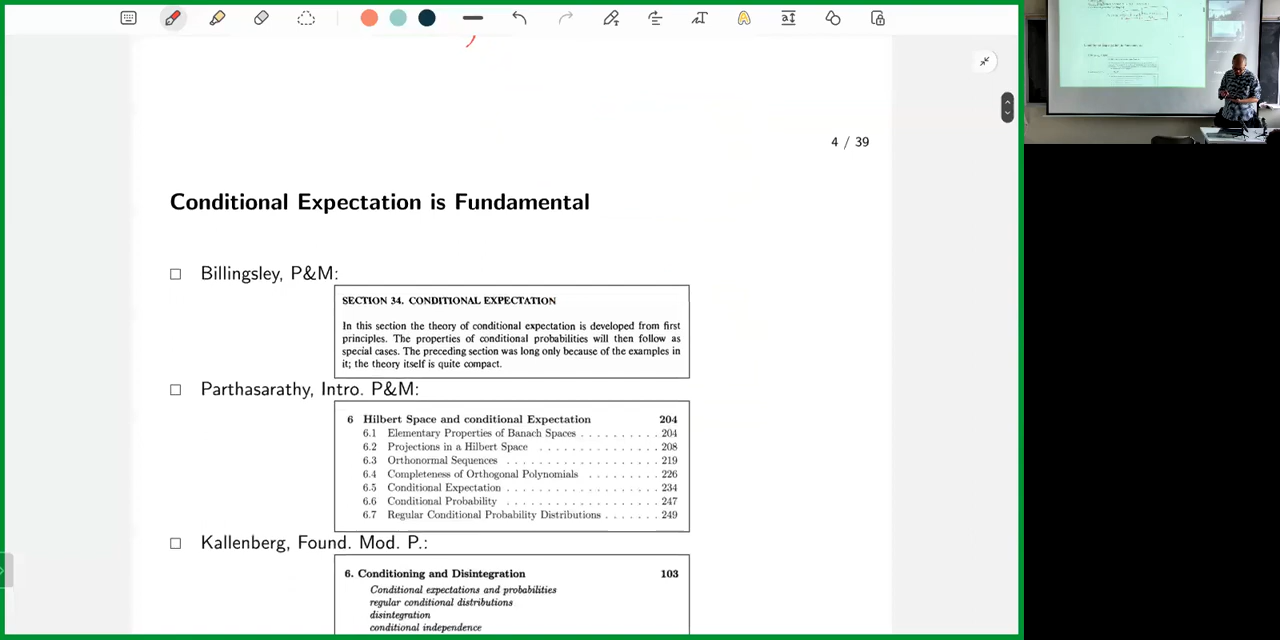 4 / 39
Conditional Expectation is Fundamental
□ Billingsley, P&M:
SECTION 34. CONDITIONAL EXPECTATION
In this section the theory of conditional expectation is developed from first
principles. The properties of conditional probabilities will then follow as
special cases. The preceding section was long only because of the examples in
it; the theory itself is quite compact.
□ Parthasarathy, Intro. P&M:
6 Hilbert Space and conditional Expectation 204
6.1 Elementary Properties of Banach Spaces . . . . . . . . . . 204
6.2 Projections in a Hilbert Space . . . . . . . . . . . . . . . 208
6.3 Orthonormal Sequences . . . . . . . . . . . . . . . . . . . 219
6.4 Completeness of Orthogonal Polynomials . . . . . . . . . 226
6.5 Conditional Expectation . . . . . . . . . . . . . . . . . . . . 234
6.6 Conditional Probability . . . . . . . . . . . . . . . . . . . . 247
6.7 Regular Conditional Probability Distributions . . . . . . . 249
□ Kallenberg, Found. Mod. P.:
6. Conditioning and Disintegration 103
Conditional expectations and probabilities
regular conditional distributions
disintegration
conditional independence